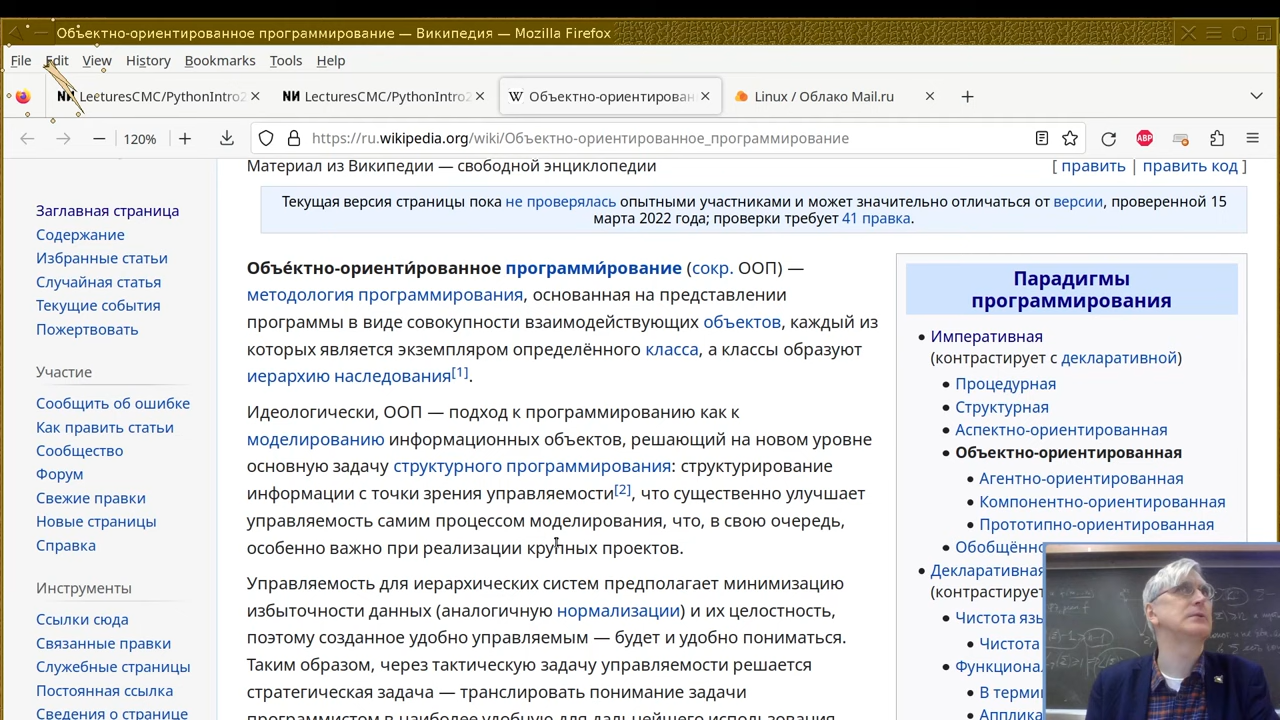 Объектно-ориентированное программирование — Википедия — Mozilla Firefox
File Edit View History Bookmarks Tools Help
LecturesCMC/PythonIntro2
LecturesCMC/PythonIntro2
Объектно-ориентирован
Linux / Облако Mail.ru
120%
https://ru.wikipedia.org/wiki/Объектно-ориентированное_программирование
ABP
Материал из Википедии — свободной энциклопедии
[ править | править код ]
Текущая версия страницы пока не проверялась опытными участниками и может значительно отличаться от версии, проверенной 15
марта 2022 года; проверки требует 41 правка.
Заглавная страница
Содержание
Избранные статьи
Случайная статья
Текущие события
Пожертвовать
Участие
Сообщить об ошибке
Как править статьи
Сообщество
Форум
Свежие правки
Новые страницы
Справка
Инструменты
Ссылки сюда
Связанные правки
Служебные страницы
Постоянная ссылка
Сведения о странице
Объе́ктно-ориенти́рованное программи́рование (сокр. ООП) —
методология программирования, основанная на представлении
программы в виде совокупности взаимодействующих объектов, каждый из
которых является экземпляром определённого класса, а классы образуют
иерархию наследования[1].
Идеологически, ООП — подход к программированию как к
моделированию информационных объектов, решающий на новом уровне
основную задачу структурного программирования: структурирование
информации с точки зрения управляемости[2], что существенно улучшает
управляемость самим процессом моделирования, что, в свою очередь,
особенно важно при реализации крупных проектов.
Управляемость для иерархических систем предполагает минимизацию
избыточности данных (аналогичную нормализации) и их целостность,
поэтому созданное удобно управляемым — будет и удобно пониматься.
Таким образом, через тактическую задачу управляемости решается
стратегическая задача — транслировать понимание задачи
программистом в наиболее удобную для дальнейшего использования
Парадигмы
программирования
Императивная
(контрастирует с декларативной)
Процедурная
Структурная
Аспектно-ориентированная
Объектно-ориентированная
Агентно-ориентированная
Компонентно-ориентированная
Прототипно-ориентированная
Обобщённо
Декларативная
(контрастирует
Чистота язы
Чистота
Функционал
В терми
Апплика